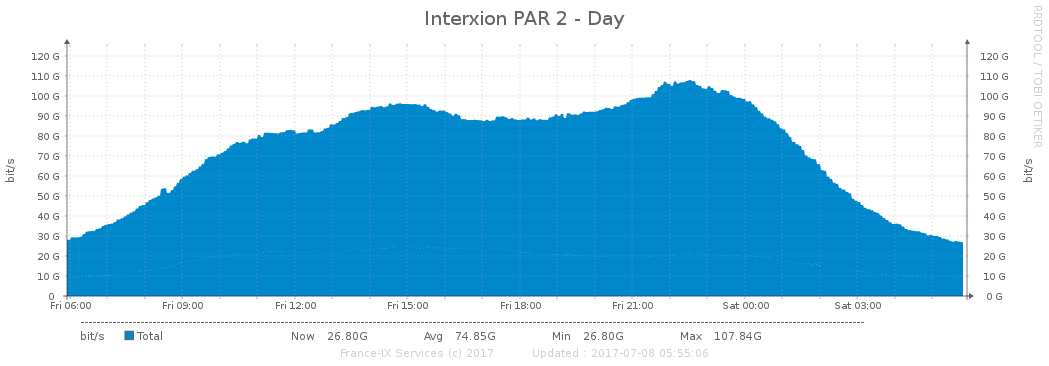 Interxion PAR 2 - Day
RRDTOOL / TOBI OETIKER
bit/s
120 G 120 G
110 G 110 G
100 G 100 G
90 G 90 G
80 G 80 G
70 G 70 G
60 G 60 G
50 G 50 G
40 G 40 G
30 G 30 G
20 G 20 G
10 G 10 G
0 0 G
bit/s
Fri 06:00 Fri 09:00 Fri 12:00 Fri 15:00 Fri 18:00 Fri 21:00 Sat 00:00 Sat 03:00
bit/s Total Now 26.80G Avg 74.85G Min 26.80G Max 107.84G
France-IX Services (c) 2017 Updated : 2017-07-08 05:55:06